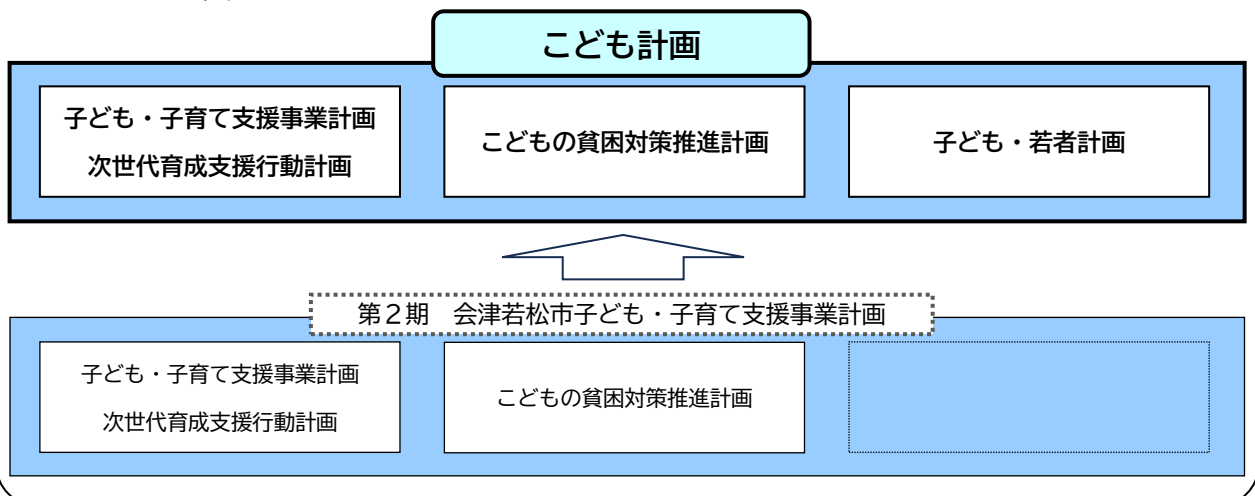 こども計画
子ども・子育て支援事業計画
次世代育成支援行動計画
こどもの貧困対策推進計画
子ども・若者計画
第2期　会津若松市子ども・子育て支援事業計画
子ども・子育て支援事業計画
次世代育成支援行動計画
こどもの貧困対策推進計画